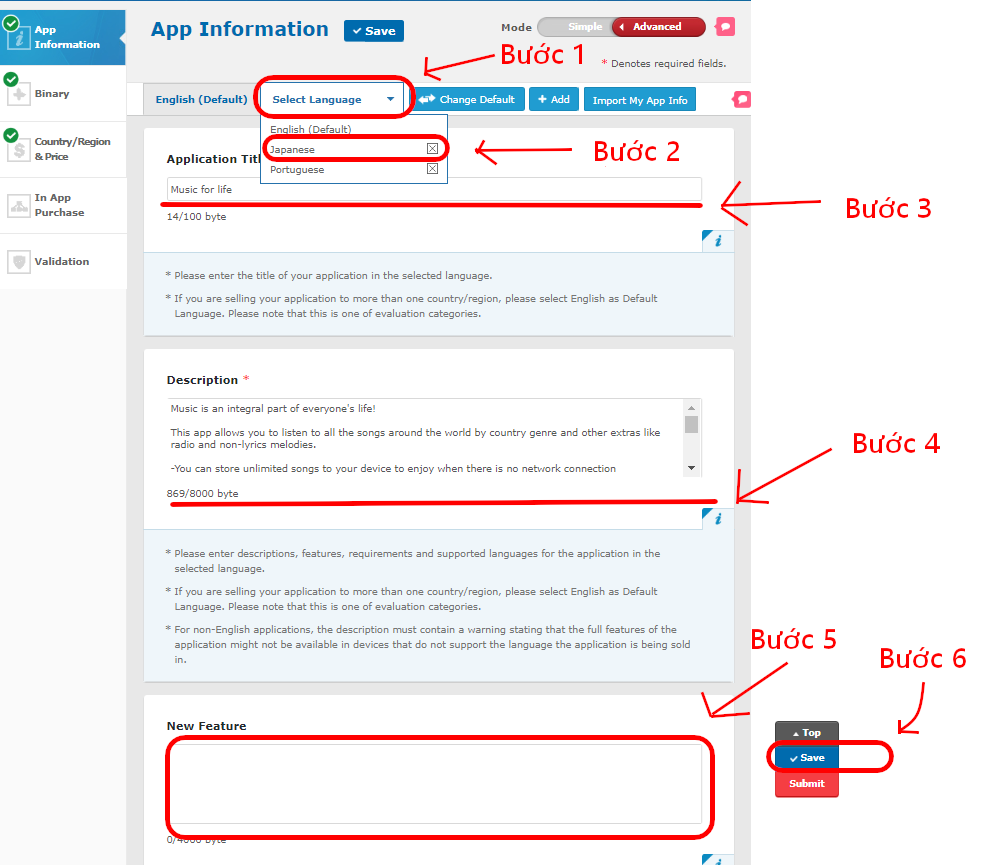 App
Information
Binary
Country/Region
& Price
In App
Purchase
Validation
App Information
Save
Mode
Simple
Advanced
* Denotes required fields.
Bước 1
English (Default)
Select Language
Change Default
Add
Import My App Info
English (Default)
Japanese
Portuguese
Bước 2
Application Titl
Music for life
14/100 byte
Bước 3
* Please enter the title of your application in the selected language.
* If you are selling your application to more than one country/region, please select English as Default
Language. Please note that this is one of evaluation categories.
Description *
Music is an integral part of everyone's life!
This app allows you to listen to all the songs around the world by country genre and other extras like
radio and non-lyrics melodies.
-You can store unlimited songs to your device to enjoy when there is no network connection
869/8000 byte
Bước 4
* Please enter descriptions, features, requirements and supported languages for the application in the
selected language.
* If you are selling your application to more than one country/region, please select English as Default
Language. Please note that this is one of evaluation categories.
* For non-English applications, the description must contain a warning stating that the full features of the
application might not be available in devices that do not support the language the application is being sold
in.
Bước 5
Bước 6
New Feature
0/4000 byte
Top
Save
Submit